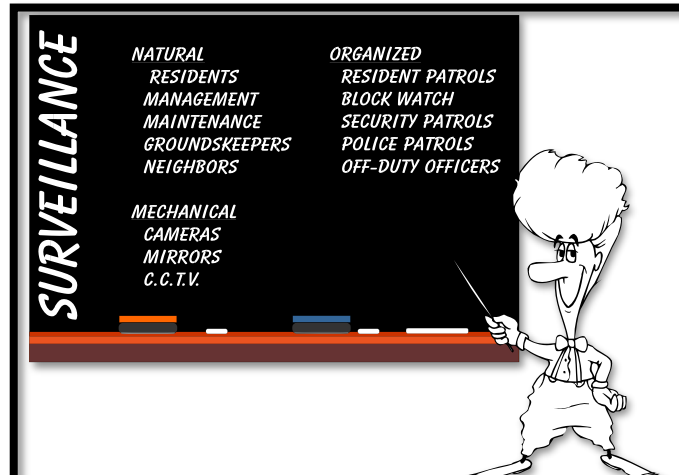 SURVEILLANCE
NATURAL
RESIDENTS
MANAGEMENT
MAINTENANCE
GROUNDSKEEPERS
NEIGHBORS
MECHANICAL
CAMERAS
MIRRORS
C.C.T.V.
ORGANIZED
RESIDENT PATROLS
BLOCK WATCH
SECURITY PATROLS
POLICE PATROLS
OFF-DUTY OFFICERS